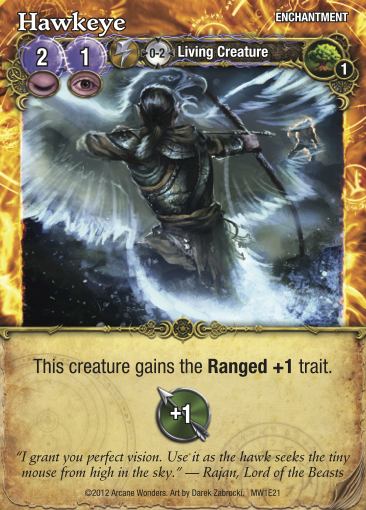 Hawkeye
ENCHANTMENT
2 1 0-2 Living Creature
1
This creature gains the Ranged +1 trait.
+1
"I grant you perfect vision. Use it as the hawk seeks the tiny
mouse from high in the sky." — Rajan, Lord of the Beasts
©2012 Arcane Wonders. Art by Darek Zabrocki. MW1E21